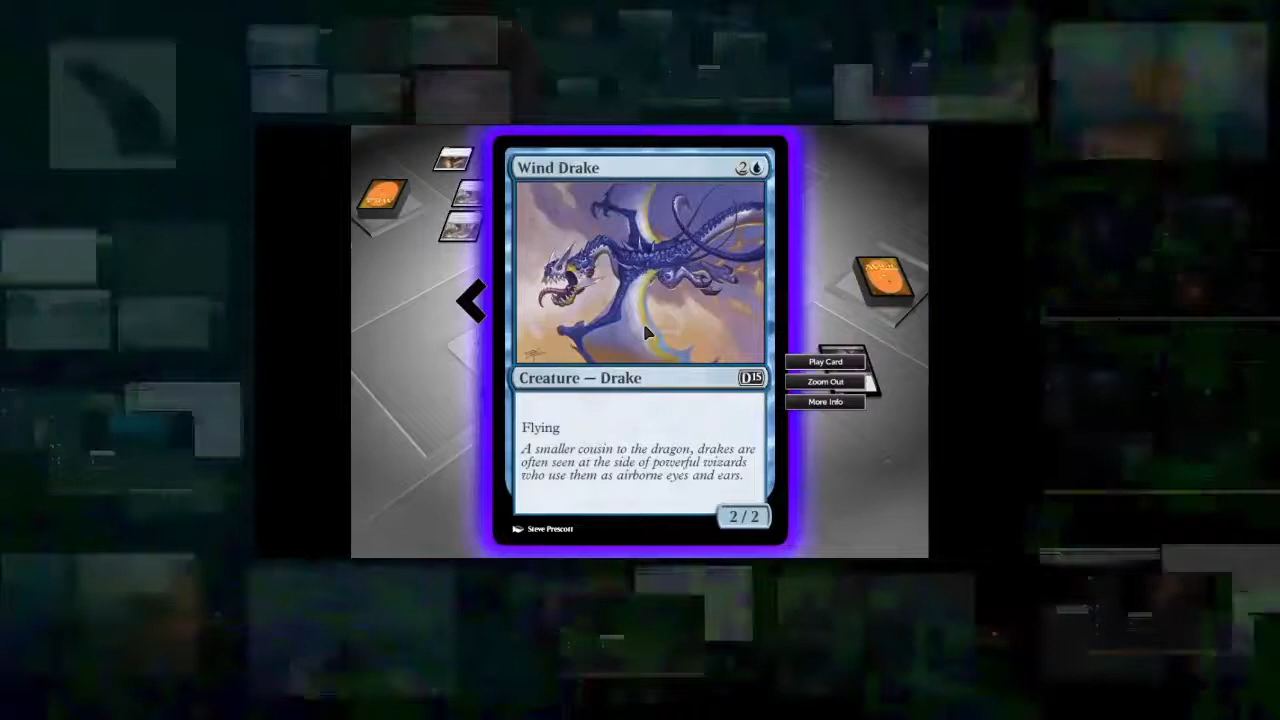 Wind Drake
2
Creature — Drake
D15
Flying
A smaller cousin to the dragon, drakes are
often seen at the side of powerful wizards
who use them as airborne eyes and ears.
2 / 2
Steve Prescott
Play Card
Zoom Out
More Info